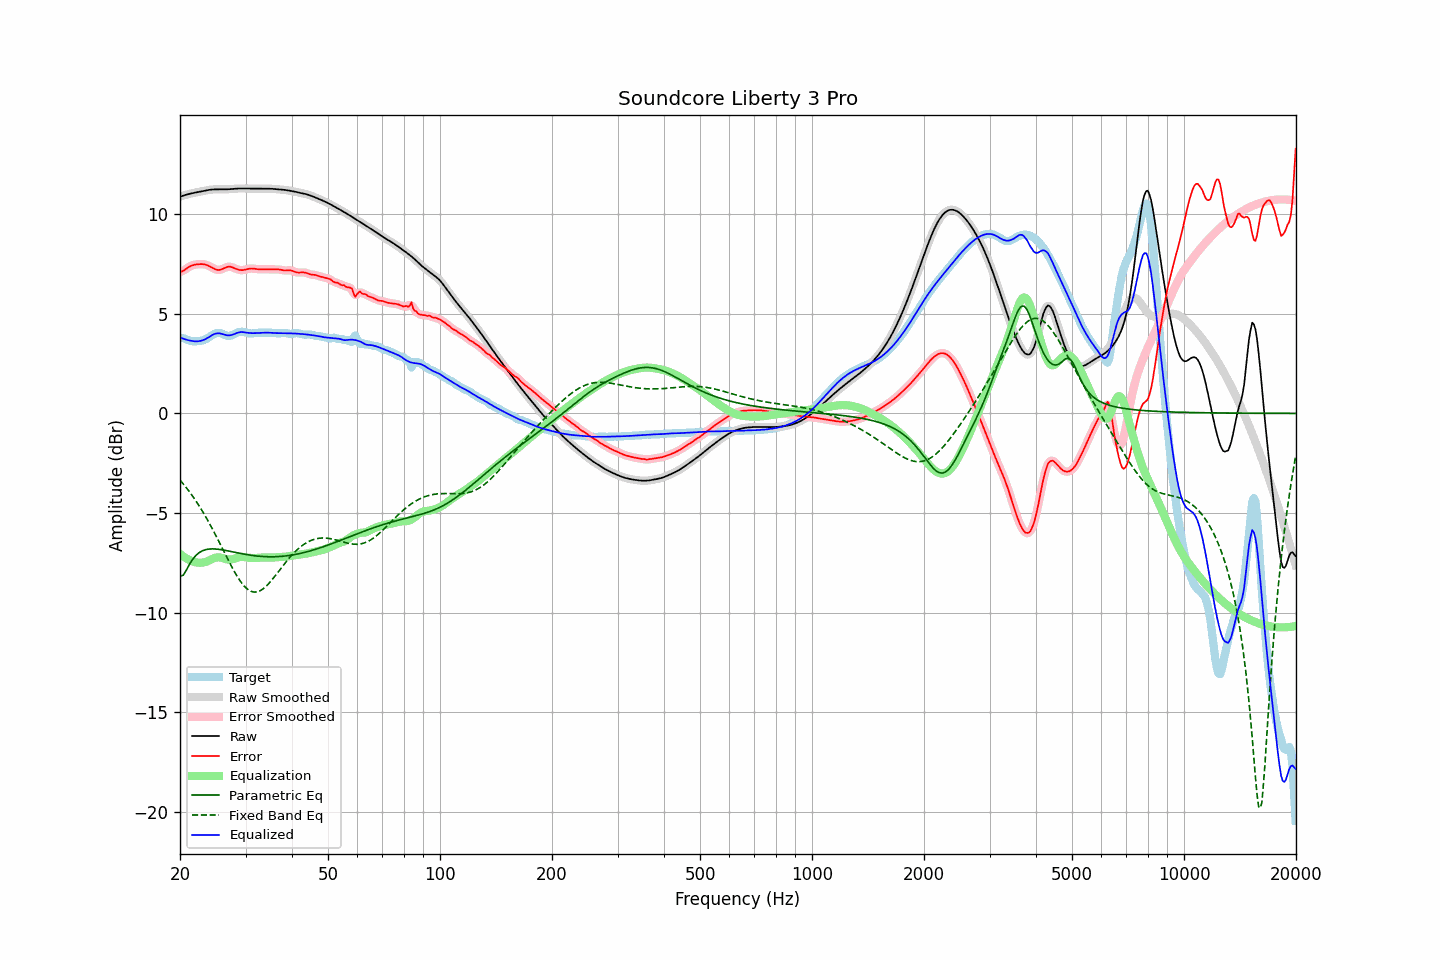 Soundcore Liberty 3 Pro
Amplitude (dBr)
10
5
0
−5
−10
−15
−20
Target
Raw Smoothed
Error Smoothed
Raw
Error
Equalization
Parametric Eq
Fixed Band Eq
Equalized
20 50 100 200 500 1000 2000 5000 10000 20000
Frequency (Hz)